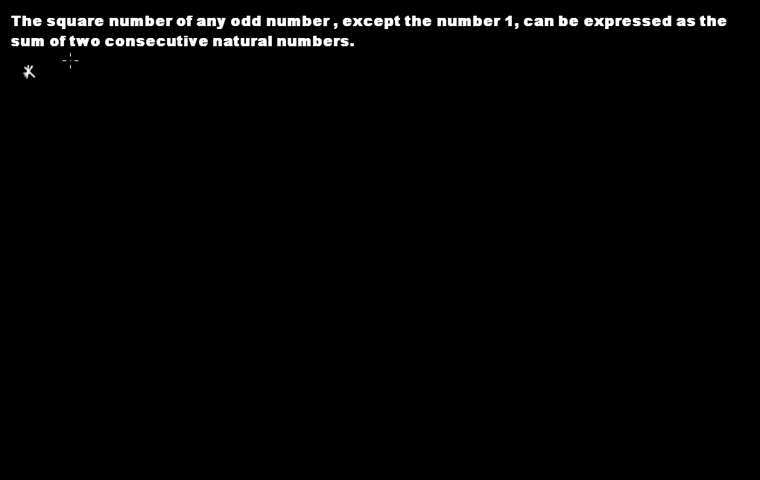 The square number of any odd number , except the number 1, can be expressed as the
sum of two consecutive natural numbers.
*